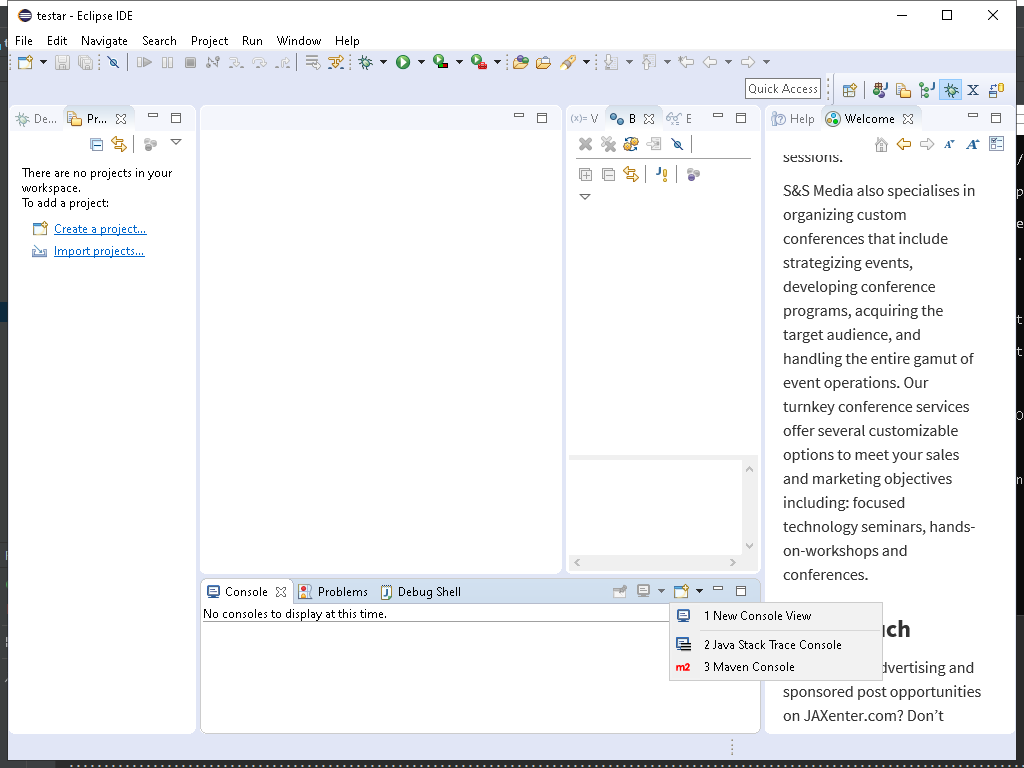 testar - Eclipse IDE
File Edit Navigate Search Project Run Window Help
Quick Access
De... Pr...
There are no projects in your
workspace.
To add a project:
Create a project...
Import projects...
(x)= V B E
Help Welcome
sessions.
S&S Media also specialises in
organizing custom
conferences that include
strategizing events,
developing conference
programs, acquiring the
target audience, and
handling the entire gamut of
event operations. Our
turnkey conference services
offer several customizable
options to meet your sales
and marketing objectives
including: focused
technology seminars, hands-
on-workshops and
conferences.
uch
dvertising and
sponsored post opportunities
on JAXenter.com? Don't
Console Problems Debug Shell
No consoles to display at this time.
1 New Console View
2 Java Stack Trace Console
m2 3 Maven Console